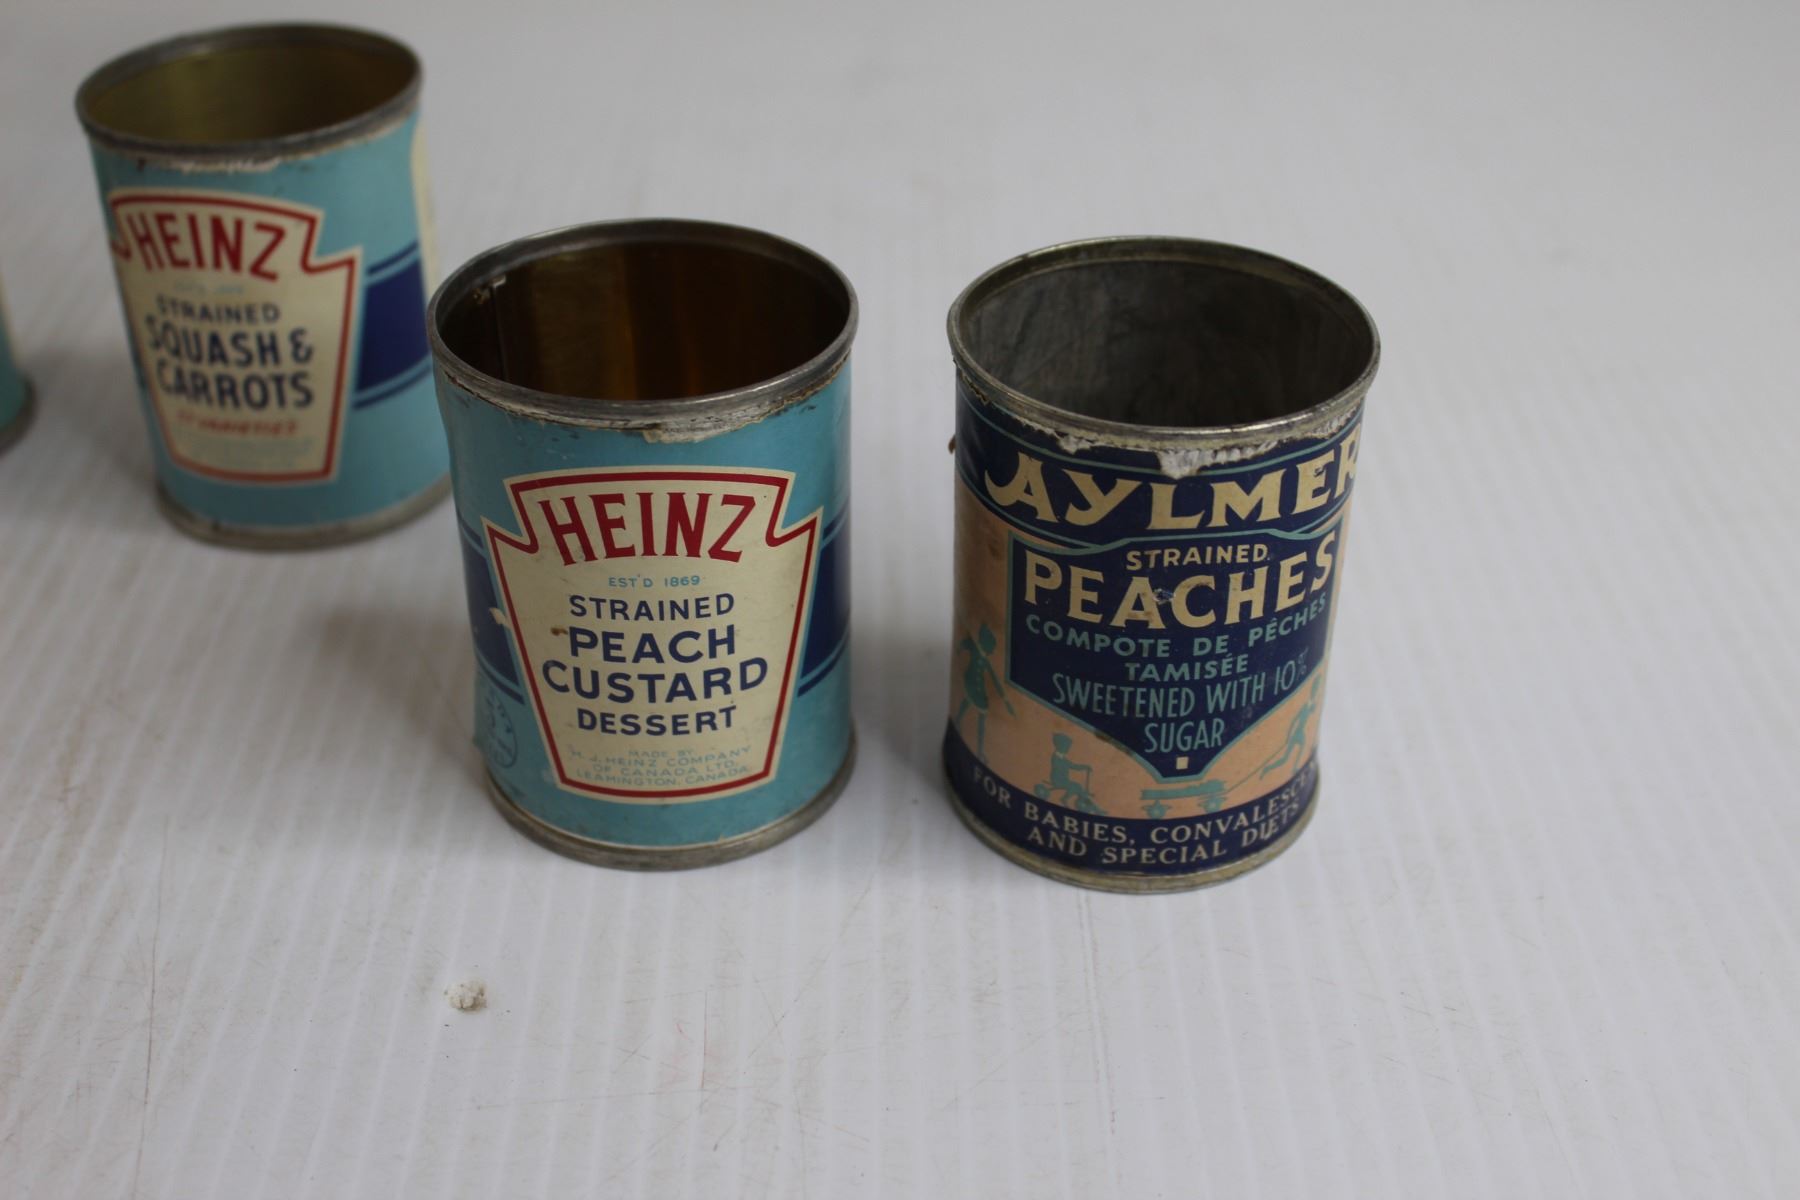 HEINZ
STRAINED
SQUASH &
CARROTS
HEINZ
EST'D 1869
STRAINED
PEACH
CUSTARD
DESSERT
MADE BY
H. J. HEINZ COMPANY
OF CANADA LTD.
LEAMINGTON, CANADA
AYLMER
STRAINED
PEACHES
COMPOTE DE PÊCHES
TAMISÉE
SWEETENED WITH 10%
SUGAR
FOR BABIES, CONVALESCEN
AND SPECIAL DIETS